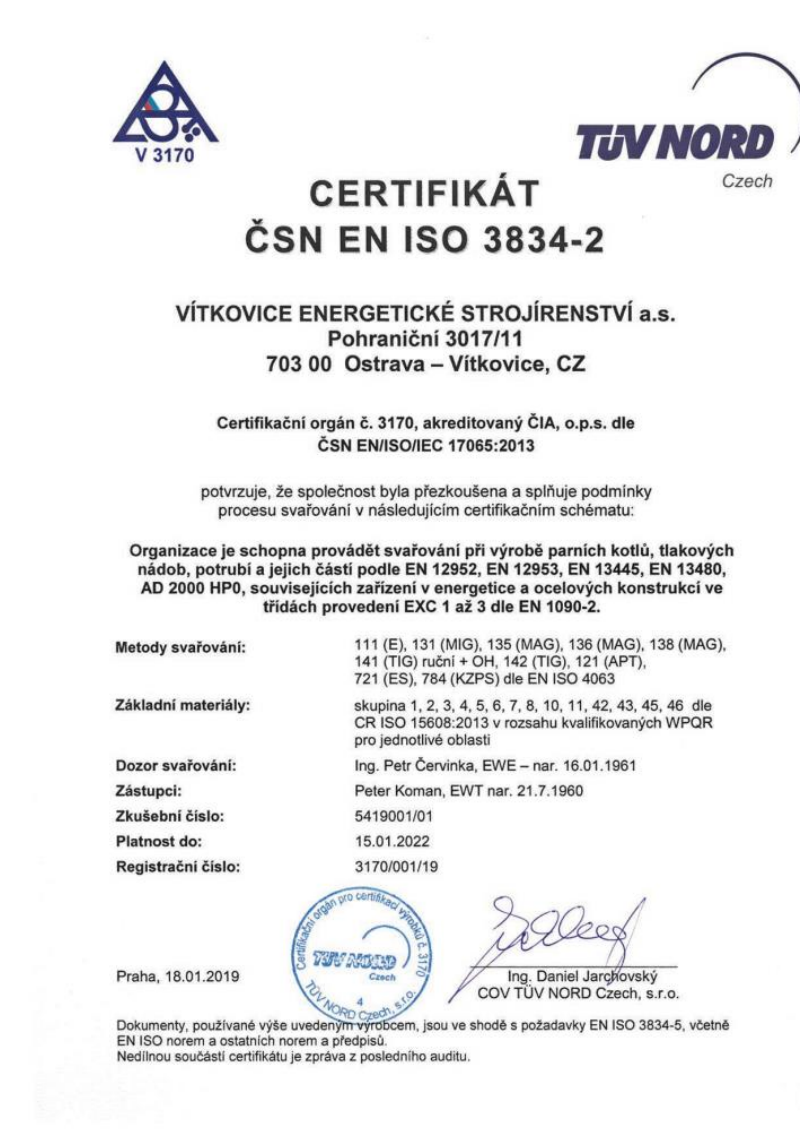 V 3170
TÜV NORD
Czech
CERTIFIKÁT
ČSN EN ISO 3834-2
VÍTKOVICE ENERGETICKÉ STROJÍRENSTVÍ a.s.
Pohraniční 3017/11
703 00 Ostrava – Vítkovice, CZ
Certifikační orgán č. 3170, akreditovaný ČIA, o.p.s. dle
ČSN EN/ISO/IEC 17065:2013
potvrzuje, že společnost byla přezkoušena a splňuje podmínky
procesu svařování v následujícím certifikačním schématu:
Organizace je schopna provádět svařování při výrobě parních kotlů, tlakových
nádob, potrubí a jejich částí podle EN 12952, EN 12953, EN 13445, EN 13480,
AD 2000 HP0, souvisejících zařízení v energetice a ocelových konstrukcí ve
třídách provedení EXC 1 až 3 dle EN 1090-2.
Metody svařování: 111 (E), 131 (MIG), 135 (MAG), 136 (MAG), 138 (MAG),
141 (TIG) ruční + OH, 142 (TIG), 121 (APT),
721 (ES), 784 (KZPS) dle EN ISO 4063
Základní materiály: skupina 1, 2, 3, 4, 5, 6, 7, 8, 10, 11, 42, 43, 45, 46 dle
CR ISO 15608:2013 v rozsahu kvalifikovaných WPQR
pro jednotlivé oblasti
Dozor svařování: Ing. Petr Červinka, EWE – nar. 16.01.1961
Zástupci: Peter Koman, EWT nar. 21.7.1960
Zkušební číslo: 5419001/01
Platnost do: 15.01.2022
Registrační číslo: 3170/001/19
Certifikační orgán pro certifikaci výrobků č. 3170
TÜV NORD
Czech
4
TÜV NORD Czech, s.r.o.
Praha, 18.01.2019
Ing. Daniel Jarchovský
COV TÜV NORD Czech, s.r.o.
Dokumenty, používané výše uvedeným výrobcem, jsou ve shodě s požadavky EN ISO 3834-5, včetně
EN ISO norem a ostatních norem a předpisů.
Nedílnou součástí certifikátu je zpráva z posledního auditu.